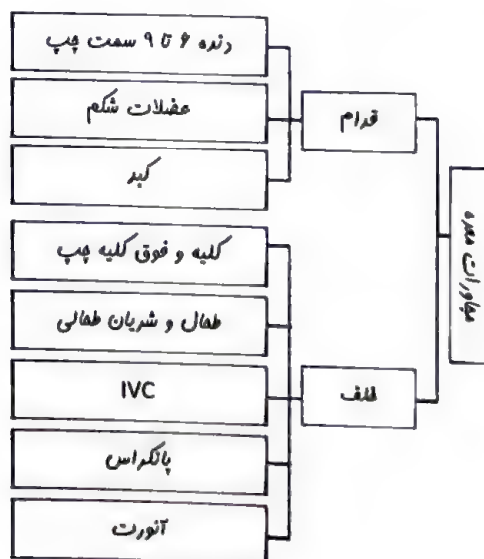 مجاورات معده
قدام
دنده ۶ تا ۹ سمت چپ
عضلات شکم
کبد
خلف
کلیه و فوق کلیه چپ
طحال و شریان طحالی
IVC
پانکراس
آئورت